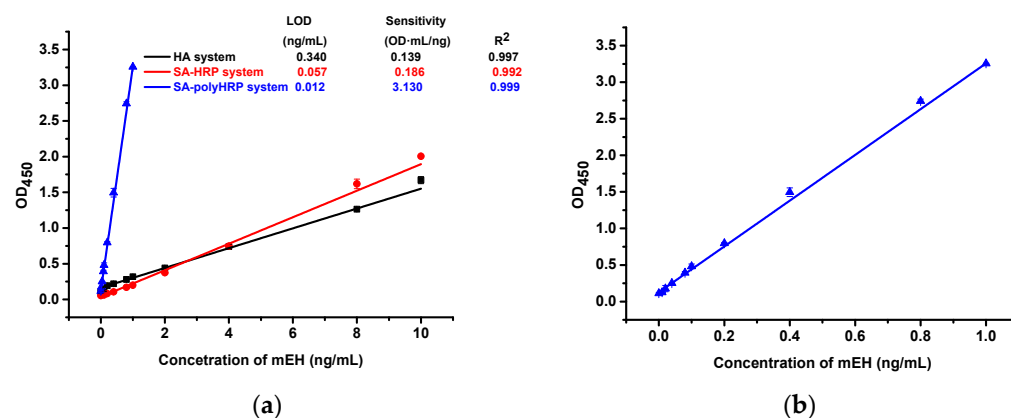 LOD Sensitivity
(ng/mL) (OD·mL/ng) R2
HA system 0.340 0.139 0.997
SA-HRP system 0.057 0.186 0.992
SA-polyHRP system 0.012 3.130 0.999
3.5
3.0
2.5
2.0
1.5
1.0
0.5
0.0
OD450
0 2 4 6 8 10
Concetration of mEH (ng/mL)
(a)
3.5
3.0
2.5
2.0
1.5
1.0
0.5
0.0
OD450
0.0 0.2 0.4 0.6 0.8 1.0
Concentration of mEH (ng/mL)
(b)